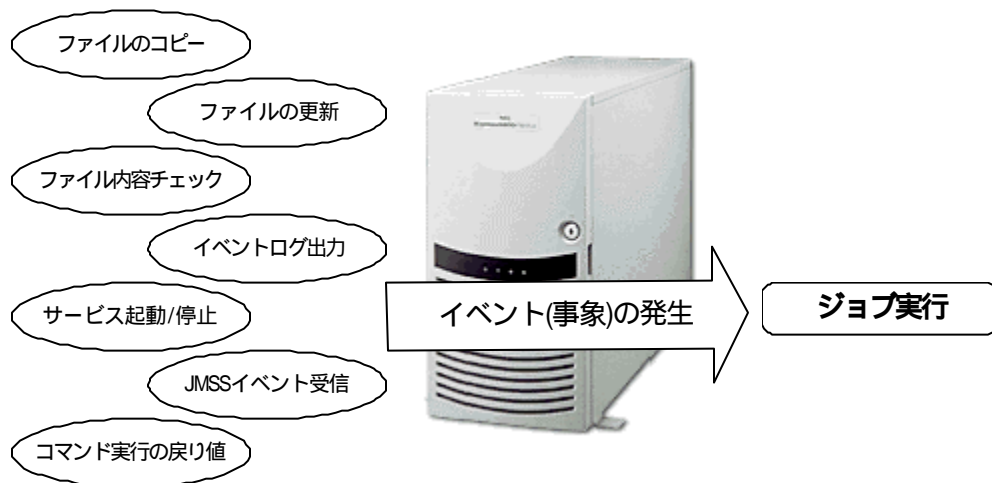 ファイルのコピー
ファイルの更新
ファイル内容チェック
イベントログ出力
サービス起動/停止
JMSSイベント受信
コマンド実行の戻り値
イベント(事象)の発生
ジョブ実行